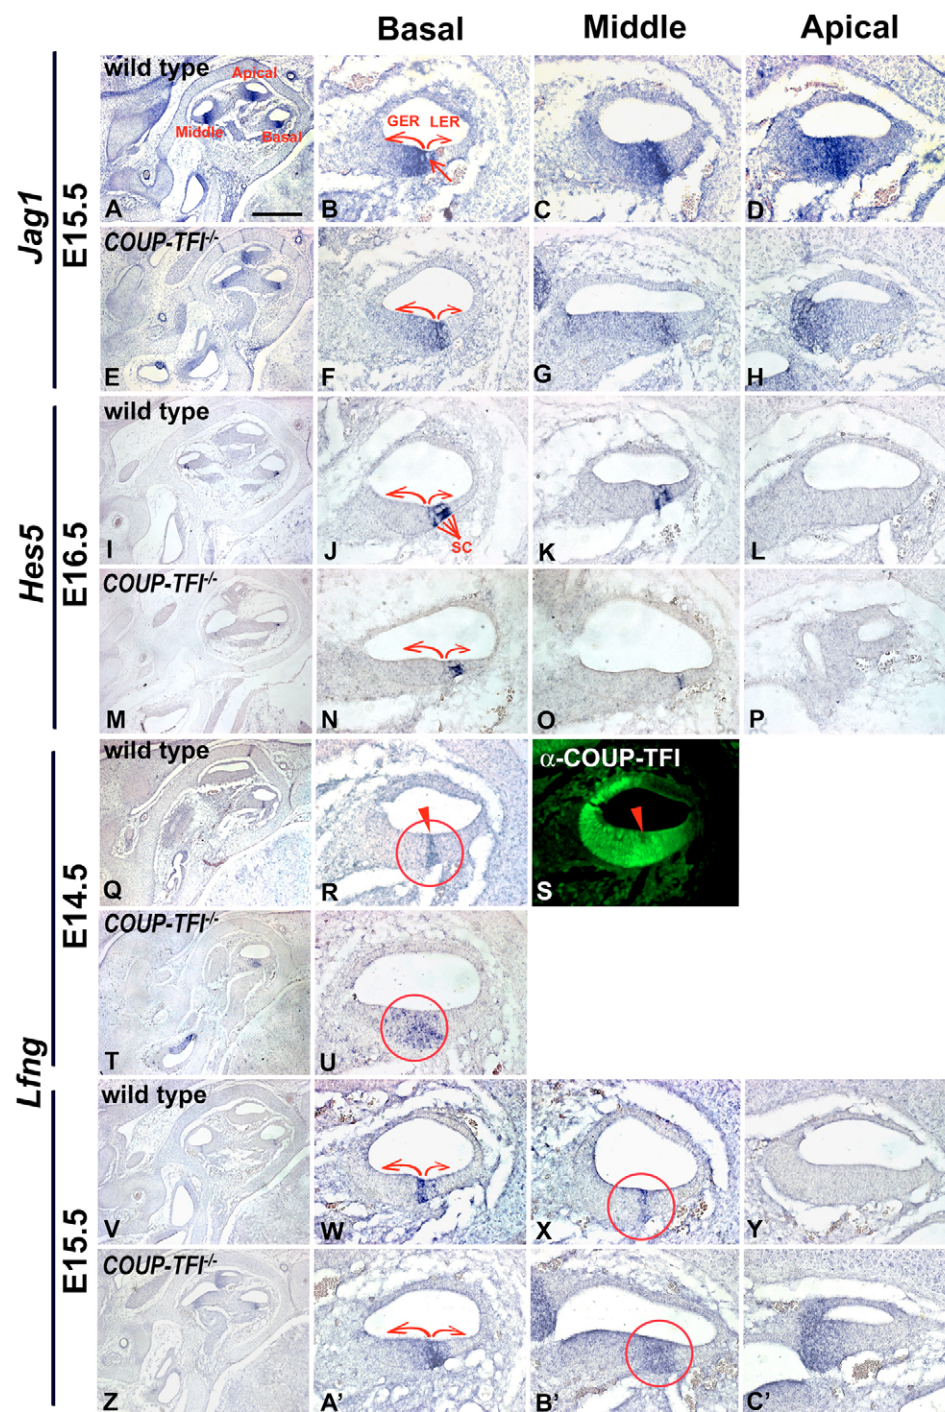 Basal Middle Apical
Jag1
E15.5
wild type
Apical
Middle
Basal
A
GER LER
B
C
D
COUP-TFI-/-
E
F
G
H
Hes5
E16.5
wild type
I
SC
J
K
L
COUP-TFI-/-
M
N
O
P
Lfng
E14.5
wild type
Q
R
α-COUP-TFI
S
COUP-TFI-/-
T
U
E15.5
wild type
V
W
X
Y
COUP-TFI-/-
Z
A'
B'
C'